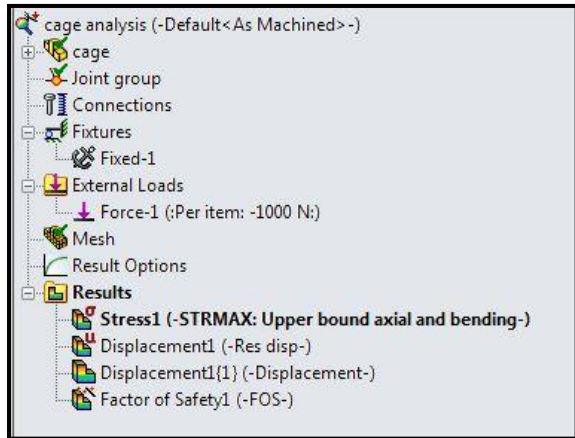 cage analysis (-Default<As Machined>-)
cage
Joint group
Connections
Fixtures
Fixed-1
External Loads
Force-1 (:Per item: -1000 N:)
Mesh
Result Options
Results
Stress1 (-STRMAX: Upper bound axial and bending-)
Displacement1 (-Res disp-)
Displacement1{1} (-Displacement-)
Factor of Safety1 (-FOS-)